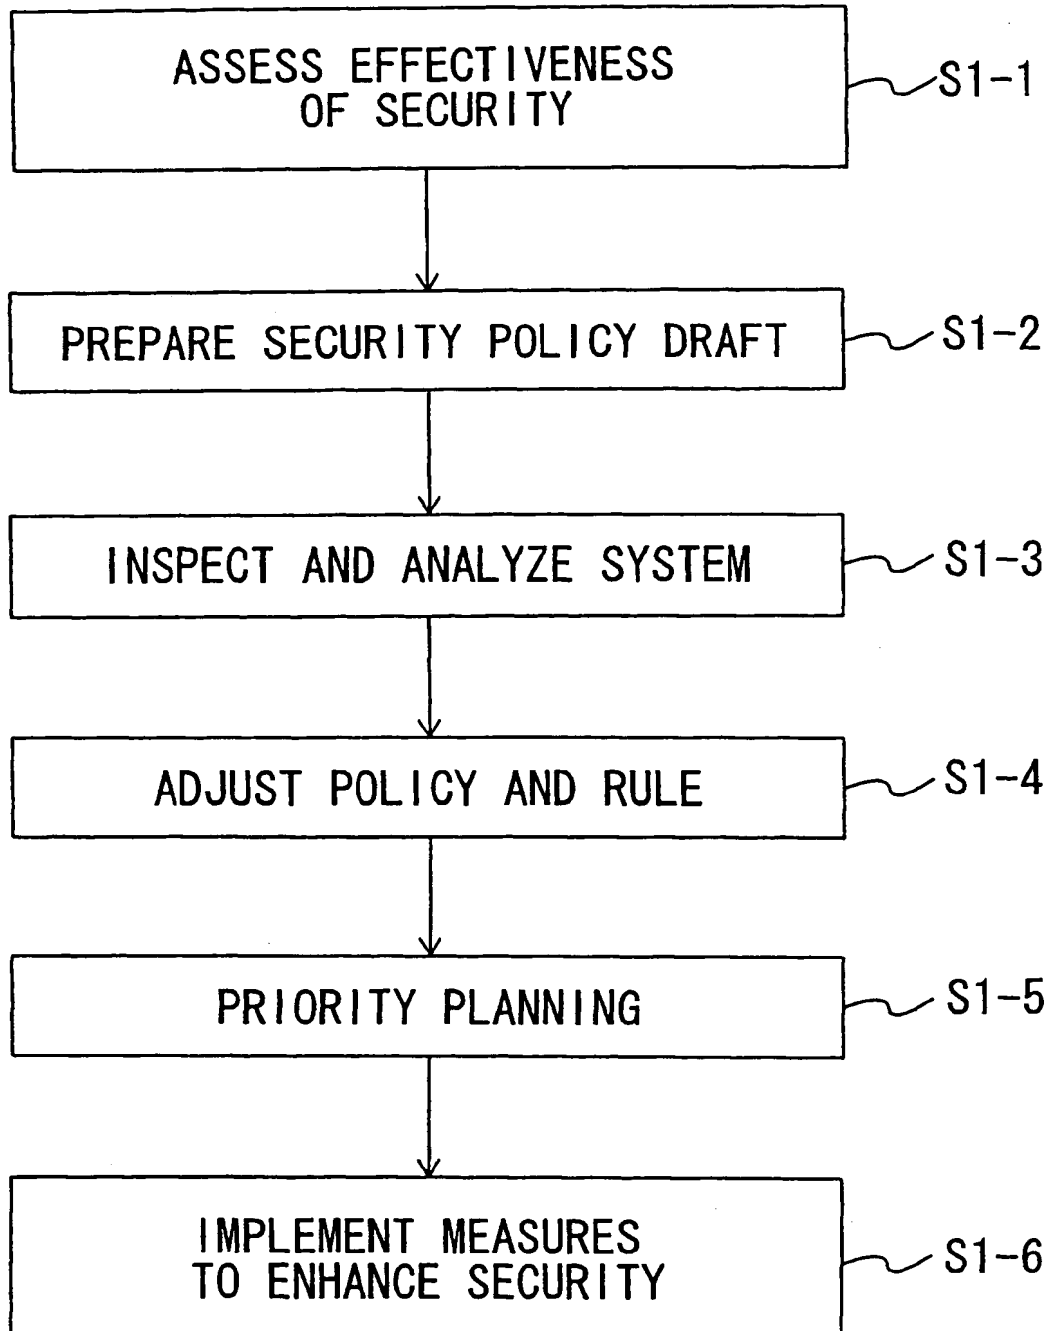 ASSESS EFFECTIVENESS
OF SECURITY
S1-1
PREPARE SECURITY POLICY DRAFT
S1-2
INSPECT AND ANALYZE SYSTEM
S1-3
ADJUST POLICY AND RULE
S1-4
PRIORITY PLANNING
S1-5
IMPLEMENT MEASURES
TO ENHANCE SECURITY
S1-6